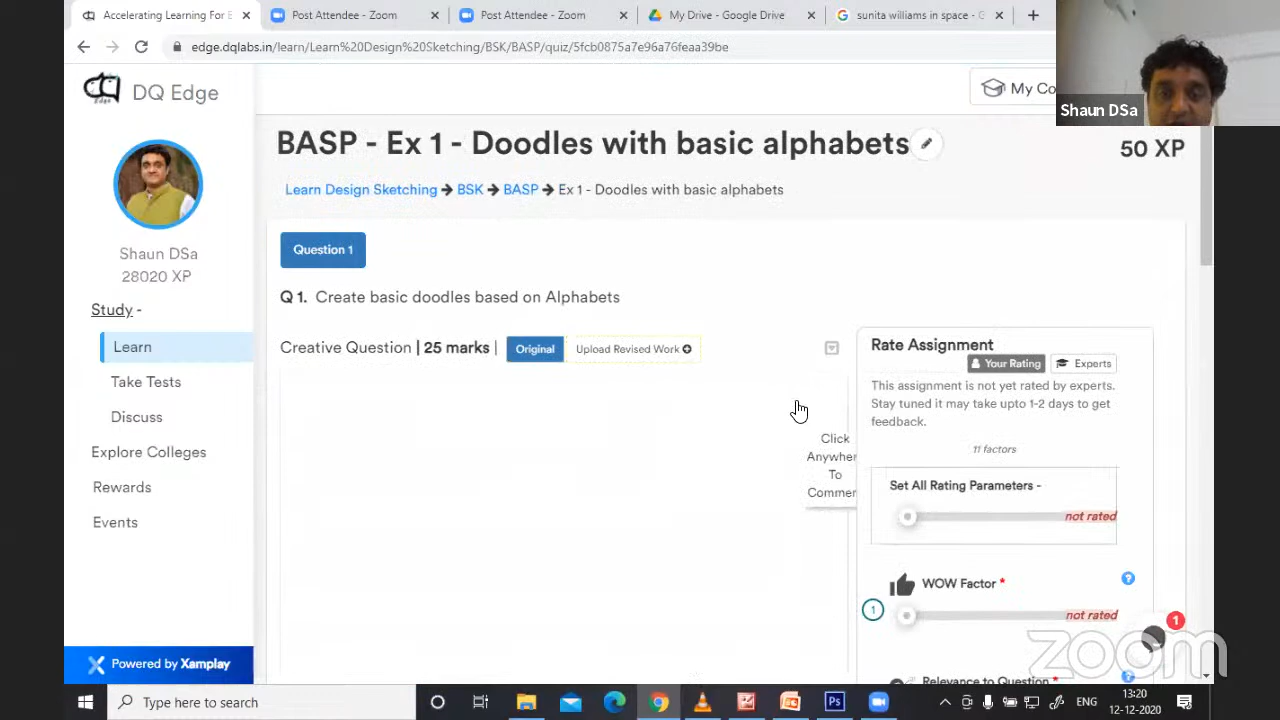 Accelerating Learning For E
Post Attendee - Zoom
Post Attendee - Zoom
My Drive - Google Drive
sunita williams in space - G
edge.dqlabs.in/learn/Learn%20Design%20Sketching/BSK/BASP/quiz/5fcb0875a7e96a76feaa39be
Shaun DSa
DQ Edge
My Co
BASP - Ex 1 - Doodles with basic alphabets
50 XP
Learn Design Sketching → BSK → BASP → Ex 1 - Doodles with basic alphabets
Shaun DSa
28020 XP
Study -
Learn
Take Tests
Discuss
Explore Colleges
Rewards
Events
Question 1
Q 1. Create basic doodles based on Alphabets
Creative Question | 25 marks | Original Upload Revised Work
Click
Anywher
To
Commen
Rate Assignment
Your Rating Experts
This assignment is not yet rated by experts.
Stay tuned it may take upto 1-2 days to get
feedback.
11 factors
Set All Rating Parameters -
not rated
WOW Factor *
?
1
not rated
1
Relevance to Question *
zoom
Powered by Xamplay
Type here to search
ENG
13:20
12-12-2020